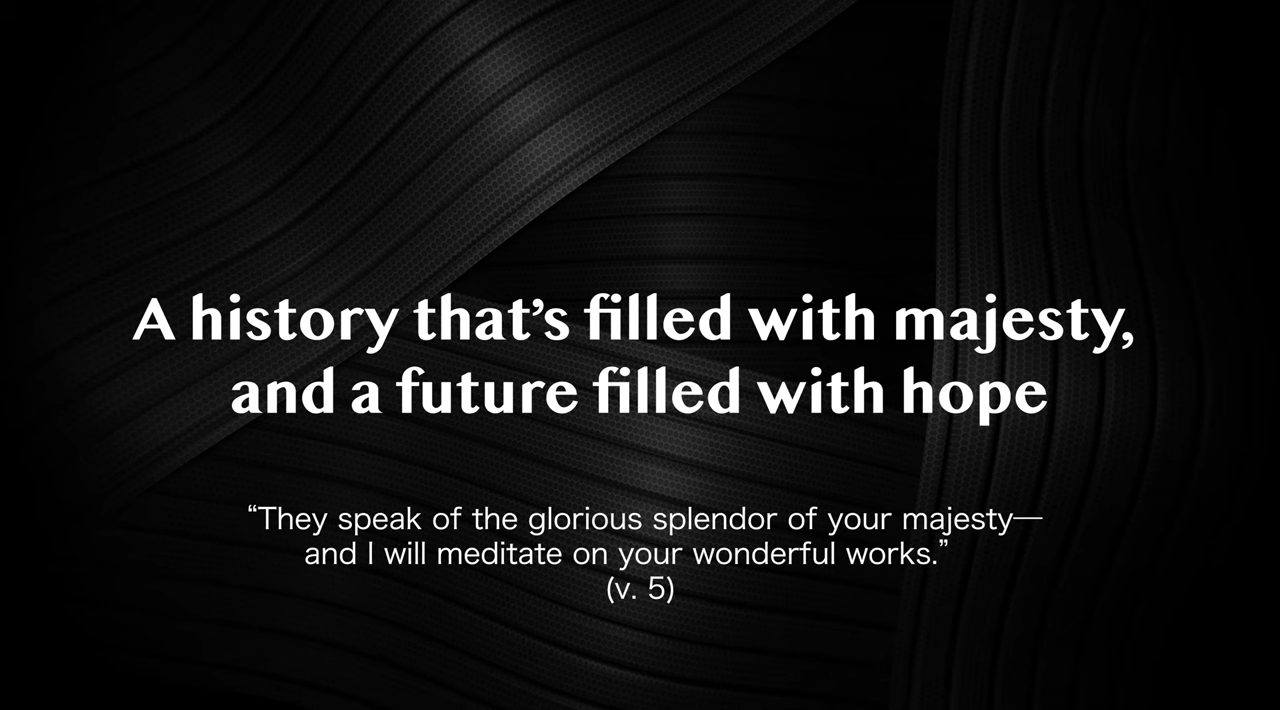 A history that’s filled with majesty,
and a future filled with hope
“They speak of the glorious splendor of your majesty—
and I will meditate on your wonderful works.”
(v. 5)